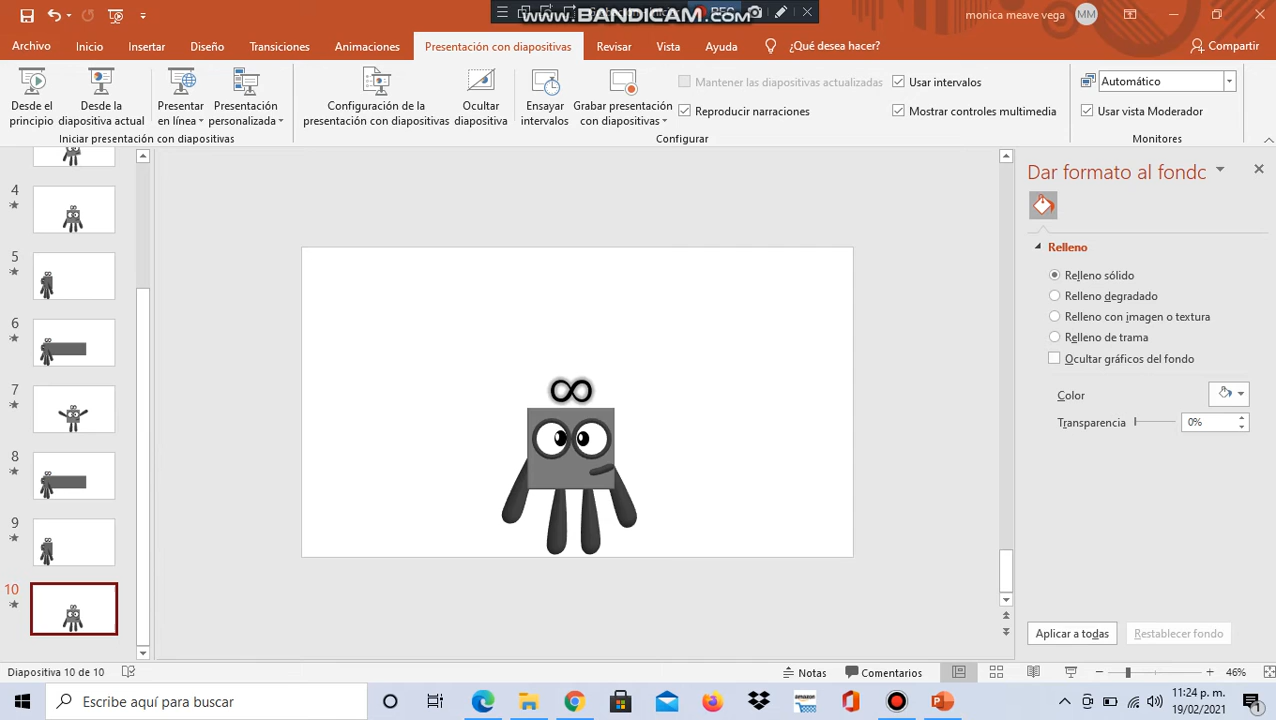 www.BANDICAM.com
REC
monica meave vega
MM
Archivo Inicio Insertar Diseño Transiciones Animaciones Presentación con diapositivas Revisar Vista Ayuda ¿Qué desea hacer? Compartir
Desde el principio
Desde la diapositiva actual
Presentar en línea
Presentación personalizada
Iniciar presentación con diapositivas
Configuración de la presentación con diapositivas
Ocultar diapositiva
Ensayar intervalos
Grabar presentación con diapositivas
Mantener las diapositivas actualizadas
Reproducir narraciones
Usar intervalos
Mostrar controles multimedia
Configurar
Automático
Usar vista Moderador
Monitores
4
5
6
7
8
9
10
∞
Dar formato al fondo
Relleno
Relleno sólido
Relleno degradado
Relleno con imagen o textura
Relleno de trama
Ocultar gráficos del fondo
Color
Transparencia 0%
Aplicar a todas Restablecer fondo
Diapositiva 10 de 10
Notas Comentarios
46%
Escribe aquí para buscar
amazon
11:24 p. m.
19/02/2021
1